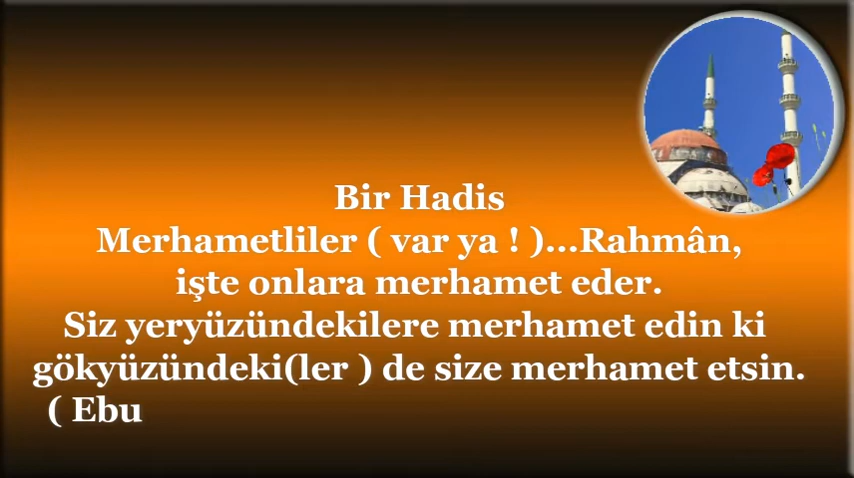 Bir Hadis
Merhametliler ( var ya ! )...Rahmân,
işte onlara merhamet eder.
Siz yeryüzündekilere merhamet edin ki
gökyüzündeki(ler ) de size merhamet etsin.
( Ebu